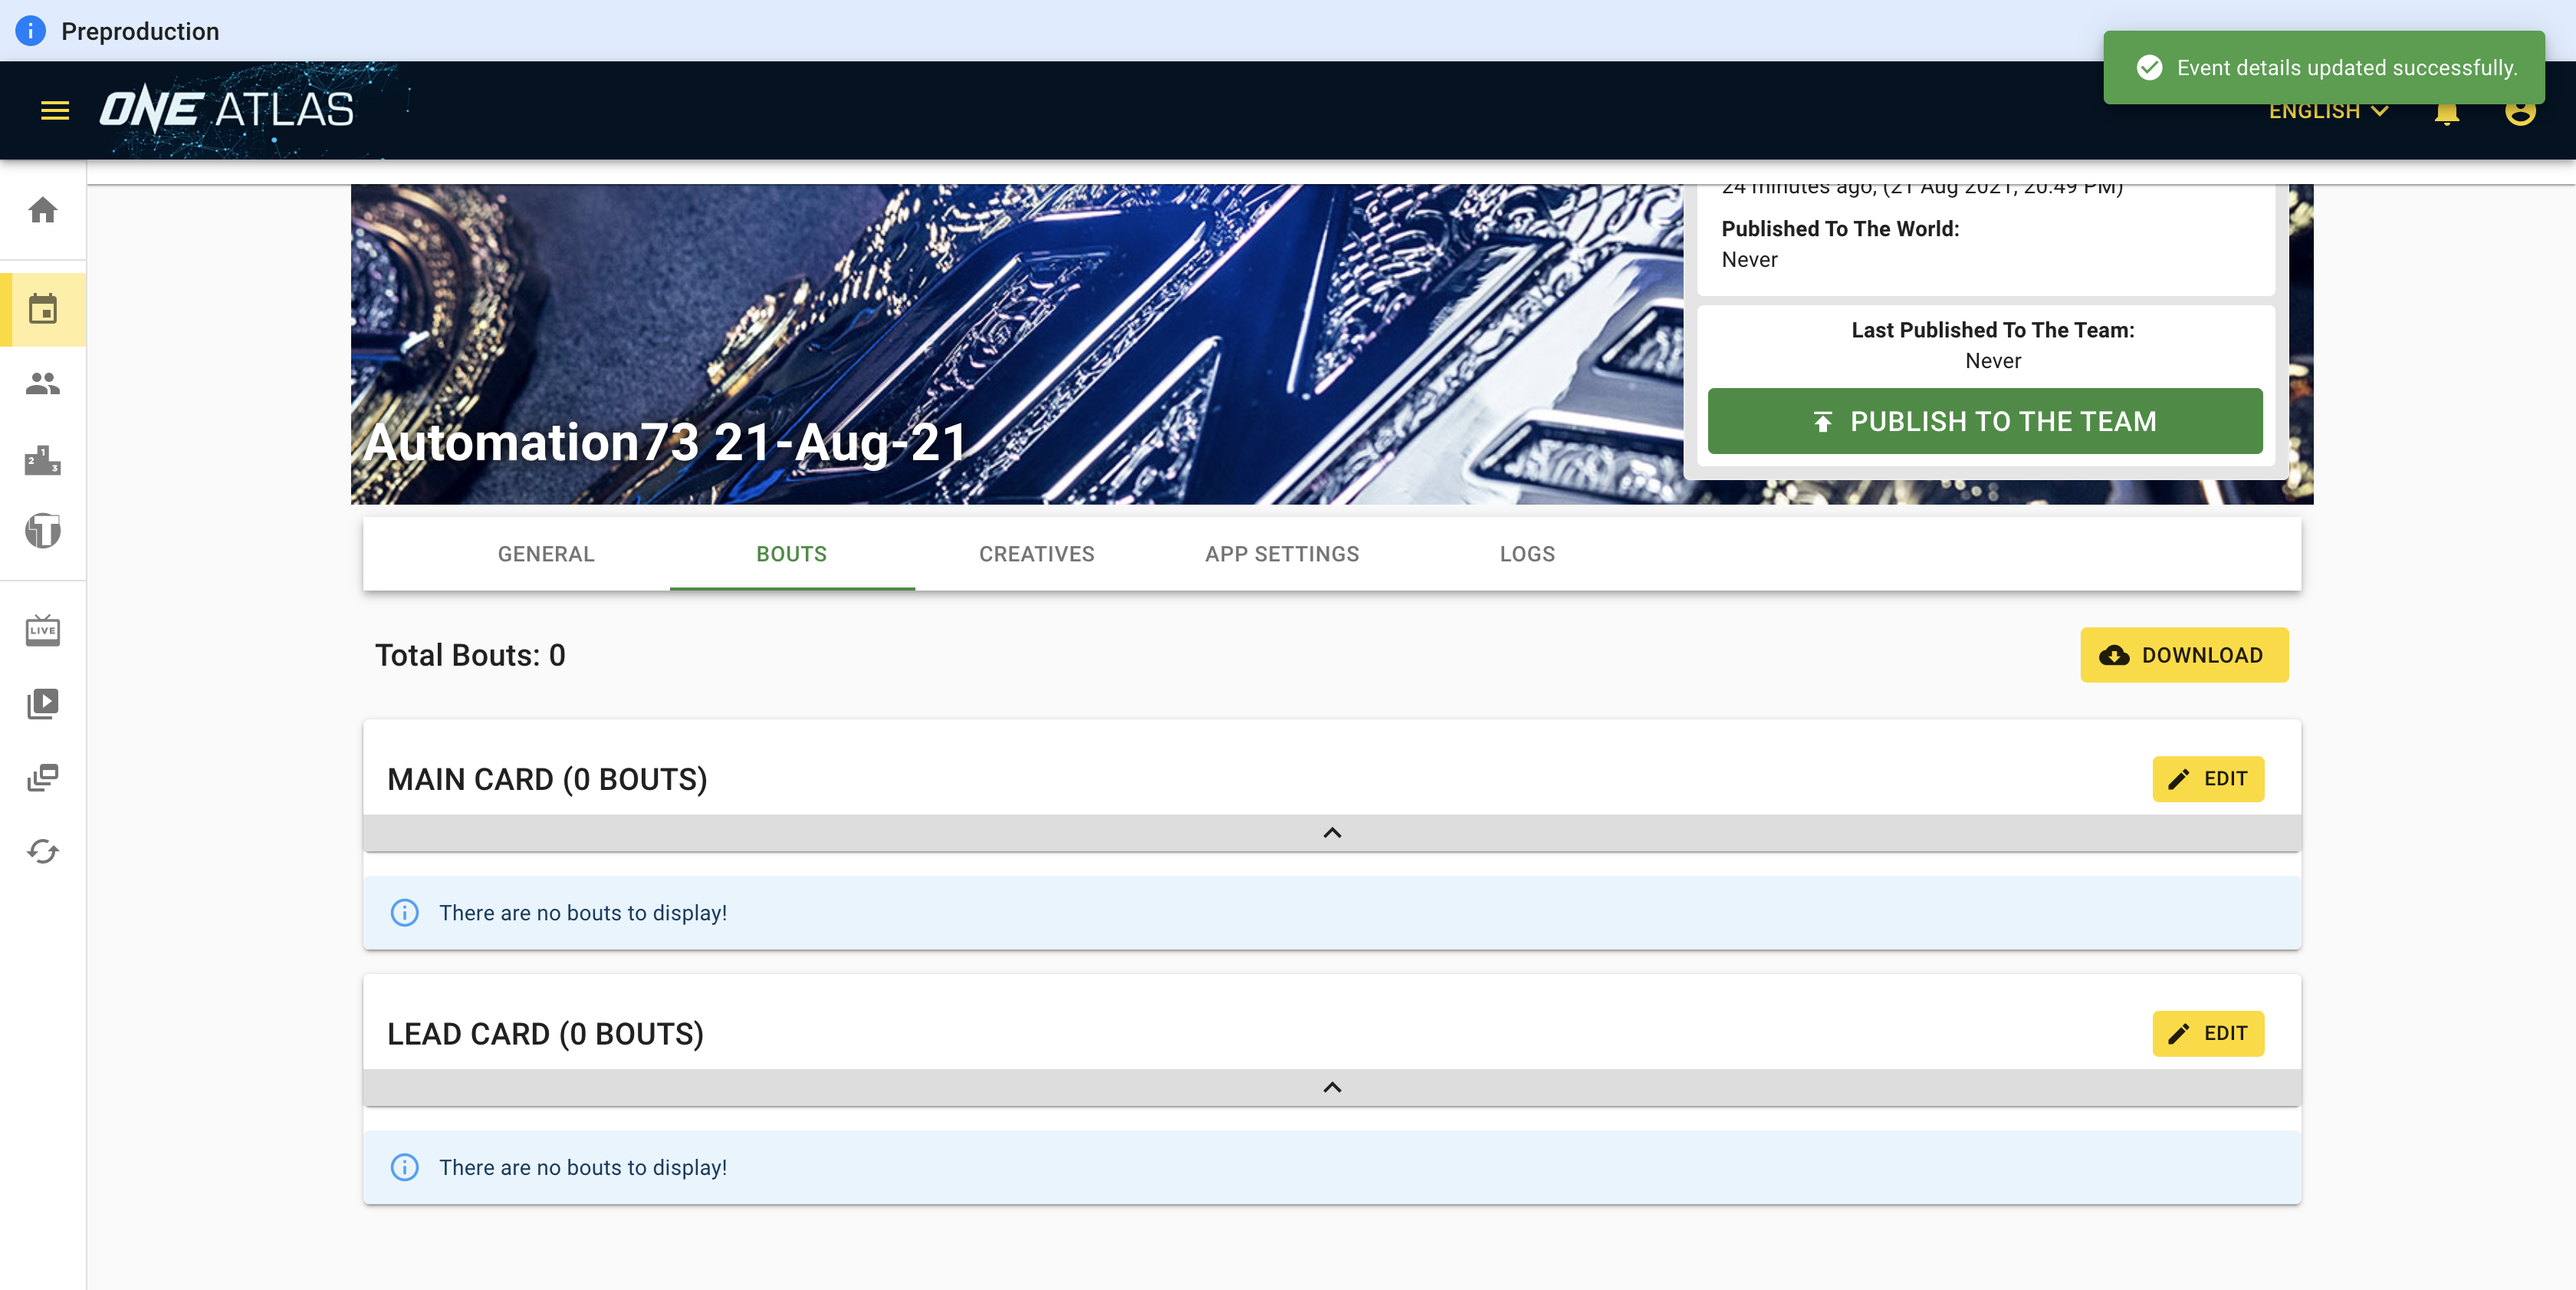 Preproduction
Event details updated successfully.
ONE ATLAS
ENGLISH
24 minutes ago, (21 Aug 2021, 20:49 PM)
Published To The World:
Never
Last Published To The Team:
Never
PUBLISH TO THE TEAM
Automation73 21-Aug-21
GENERAL
BOUTS
CREATIVES
APP SETTINGS
LOGS
Total Bouts: 0
DOWNLOAD
MAIN CARD (0 BOUTS)
EDIT
There are no bouts to display!
LEAD CARD (0 BOUTS)
EDIT
There are no bouts to display!
2 1 3
T
LIVE